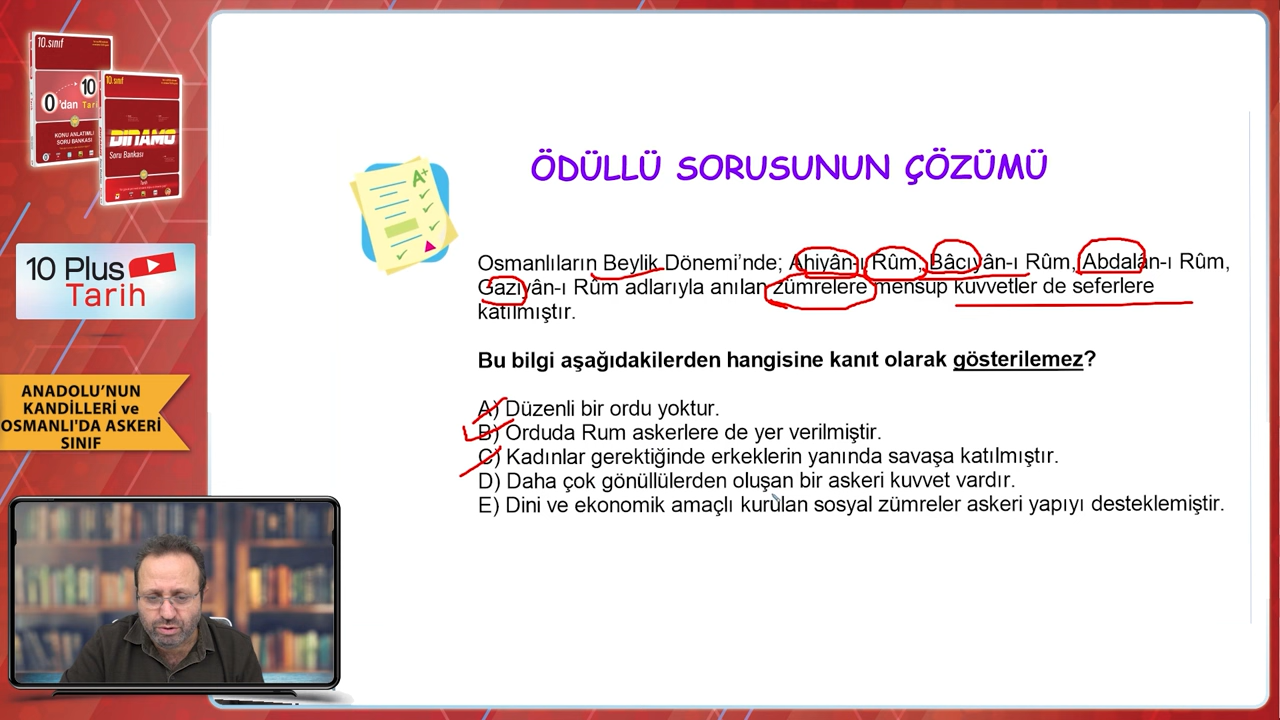 10.sınıf
0'dan 10
Tarih
KONU ANLATIMLI
SORU BANKASI
10.sınıf
DİNAMO
Soru Bankası
10 Plus
Tarih
ANADOLU'NUN
KANDİLLERİ ve
OSMANLI'DA ASKERİ
SINIF
A+
ÖDÜLLÜ SORUSUNUN ÇÖZÜMÜ
Osmanlıların Beylik Dönemi'nde; Ahiyân-ı Rûm, Bâcıyân-ı Rûm, Abdalân-ı Rûm,
Gazıyân-ı Rûm adlarıyla anılan zümrelere mensup kuvvetler de seferlere
katılmıştır.
Bu bilgi aşağıdakilerden hangisine kanıt olarak gösterilemez?
A) Düzenli bir ordu yoktur.
B) Orduda Rum askerlere de yer verilmiştir.
C) Kadınlar gerektiğinde erkeklerin yanında savaşa katılmıştır.
D) Daha çok gönüllülerden oluşan bir askeri kuvvet vardır.
E) Dini ve ekonomik amaçlı kurulan sosyal zümreler askeri yapıyı desteklemiştir.